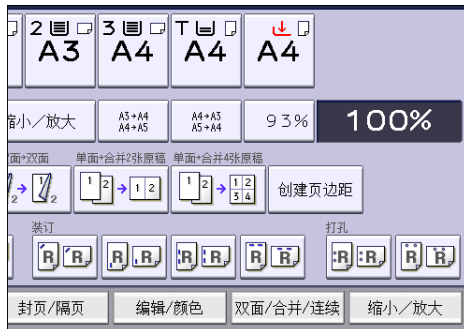 2 3 T
A3 A4 A4 A4
缩小／放大 A3→A4 A4→A3 93% 100%
A4→A5 A5→A4
面→双面 单面→合并2张原稿 单面→合并4张原稿
2 1 2 1 2 → 1 2 1 2 → 1 2 3 4 创建页边距
装订 打孔
R R R R R R R R R R R R
封页/隔页 编辑/颜色 双面/合并/连续 缩小／放大